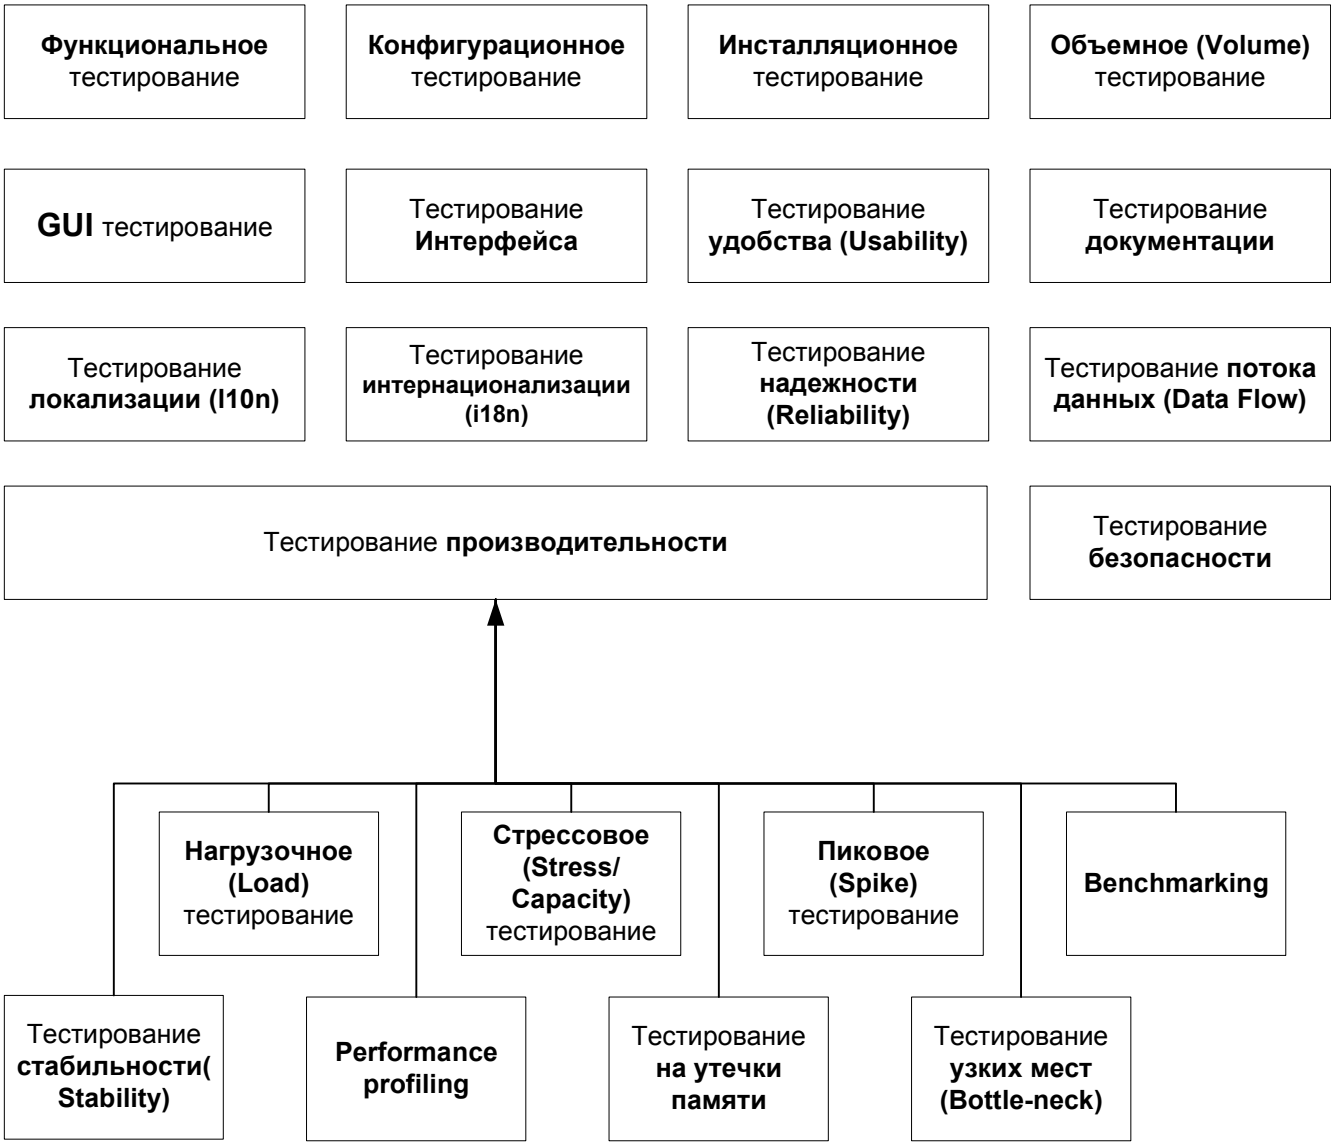 Функциональное
тестирование
Конфигурационное
тестирование
Инсталляционное
тестирование
Объемное (Volume)
тестирование
GUI тестирование
Тестирование
Интерфейса
Тестирование
удобства (Usability)
Тестирование
документации
Тестирование
локализации (l10n)
Тестирование
интернационализации
(i18n)
Тестирование
надежности
(Reliability)
Тестирование потока
данных (Data Flow)
Тестирование производительности
Тестирование
безопасности
Нагрузочное
(Load)
тестирование
Стрессовое
(Stress/
Capacity)
тестирование
Пиковое
(Spike)
тестирование
Benchmarking
Тестирование
стабильности(
Stability)
Performance
profiling
Тестирование
на утечки
памяти
Тестирование
узких мест
(Bottle-neck)